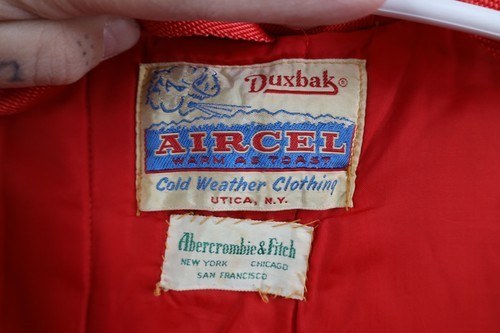 Duxbak®
AIRCEL
WARM AS TOAST
Cold Weather Clothing
UTICA, N.Y.
Abercrombie & Fitch
NEW YORK CHICAGO
SAN FRANCISCO